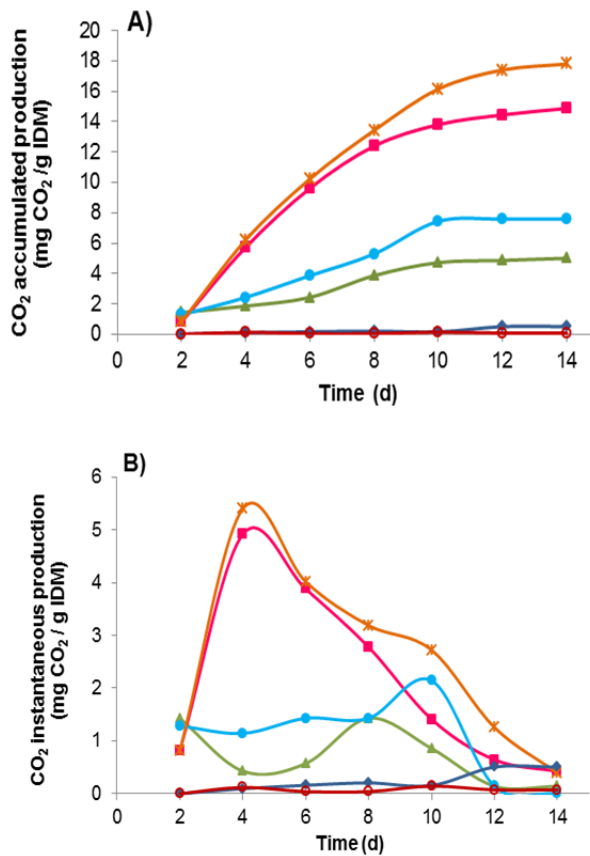 A)
CO₂ accumulated production
(mg CO₂ /g IDM)
20
18
16
14
12
10
8
6
4
2
0
0 2 4 6 8 10 12 14
Time (d)
B)
CO₂ instantaneous production
(mg CO₂ / g IDM)
6
5
4
3
2
1
0
0 2 4 6 8 10 12 14
Time (d)